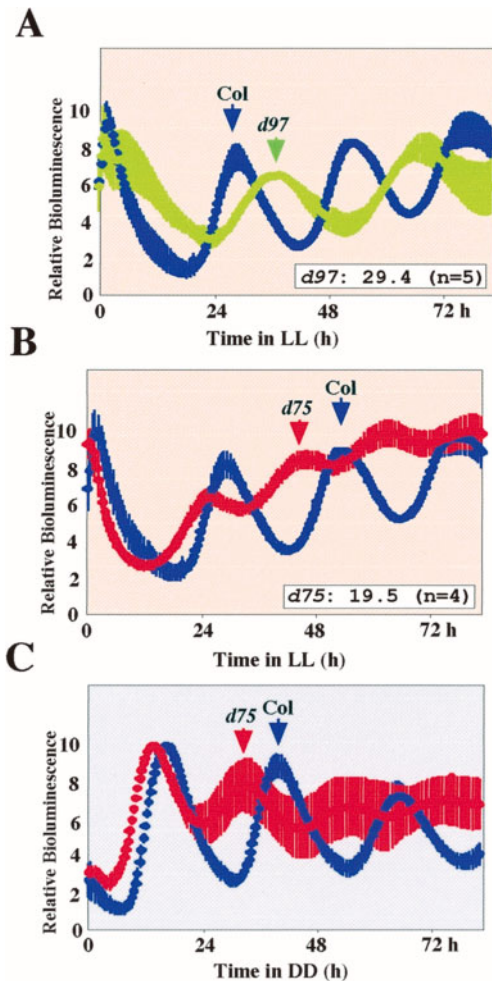 A
Relative Bioluminescence
10
8
6
4
2
0
Col
d97
d97: 29.4 (n=5)
0 24 48 72 h
Time in LL (h)
B
Relative Bioluminescence
10
8
6
4
2
0
d75
Col
d75: 19.5 (n=4)
0 24 48 72 h
Time in LL (h)
C
Relative Bioluminescence
10
8
6
4
2
0
d75
Col
0 24 48 72 h
Time in DD (h)